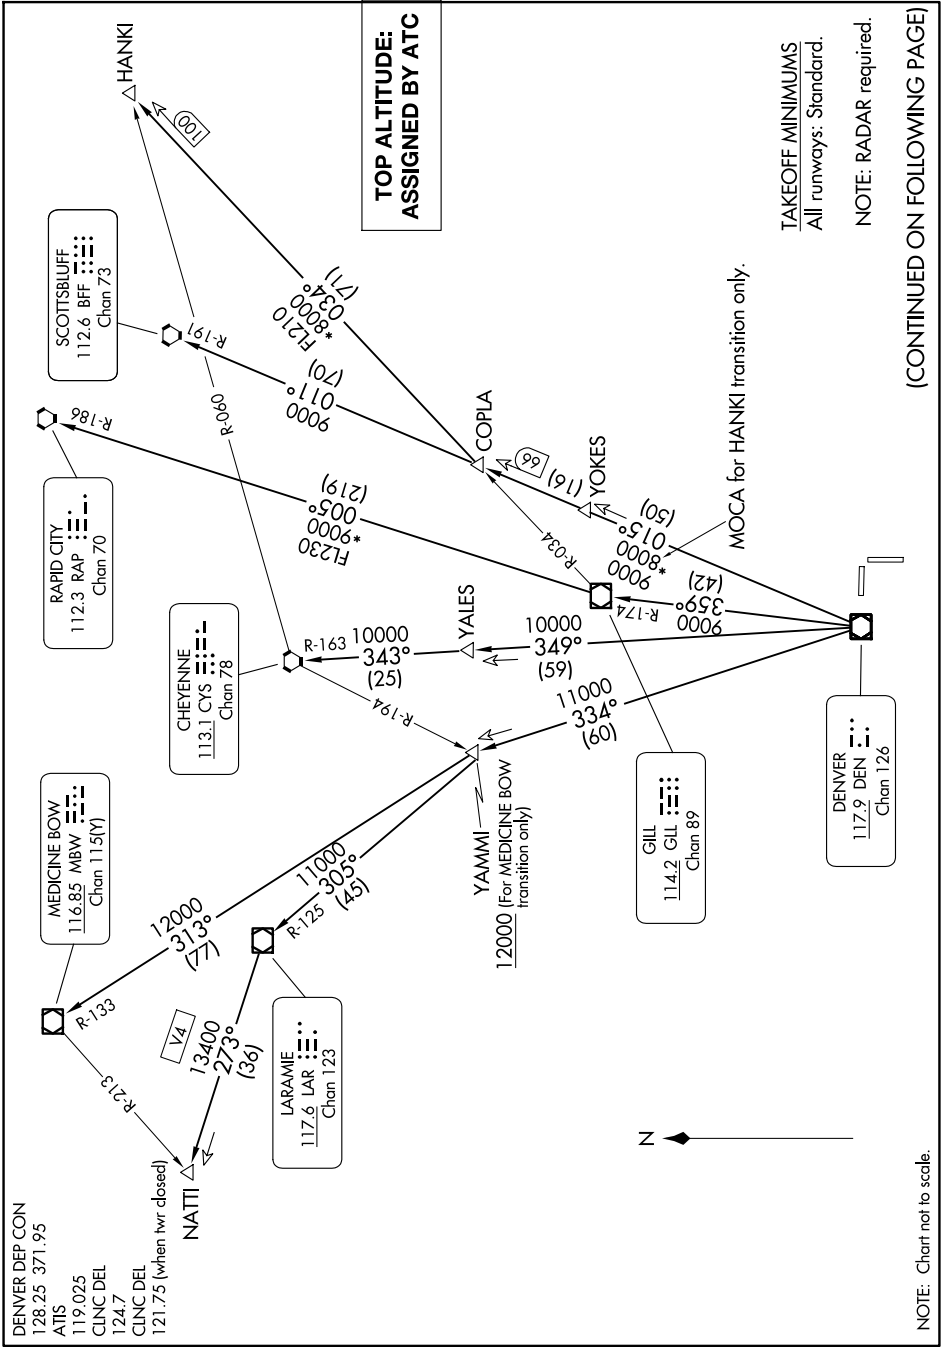 DENVER DEP CON
128.25 371.95
ATIS
119.025
CLNC DEL
124.7
CLNC DEL
121.75 (when twr closed)
NATTI
R-213
V4
13400
273°
(36)
MEDICINE BOW
116.85 MBW
Chan 115(Y)
R-133
12000
313°
(77)
LARAMIE
117.6 LAR
Chan 123
R-125
11000
305°
(45)
YAMMI
12000 (For MEDICINE BOW
transition only)
CHEYENNE
113.1 CYS
Chan 78
R-194
R-163
R-060
10000
343°
(25)
YALES
10000
349°
(59)
11000
334°
(60)
RAPID CITY
112.3 RAP
Chan 70
R-186
FL230
*9000
005°
(219)
SCOTTSBLUFF
112.6 BFF
Chan 73
R-191
9000
011°
(70)
HANKI
100
FL210
*8000
034°
(71)
COPLA
66
(16)
YOKES
R-034
9000
*8000
015°
(50)
MOCA for HANKI transition only.
R-174
9000
359°
(42)
GILL
114.2 GLL
Chan 89
DENVER
117.9 DEN
Chan 126
TOP ALTITUDE:
ASSIGNED BY ATC
TAKEOFF MINIMUMS
All runways: Standard.
NOTE: RADAR required.
(CONTINUED ON FOLLOWING PAGE)
N
NOTE: Chart not to scale.